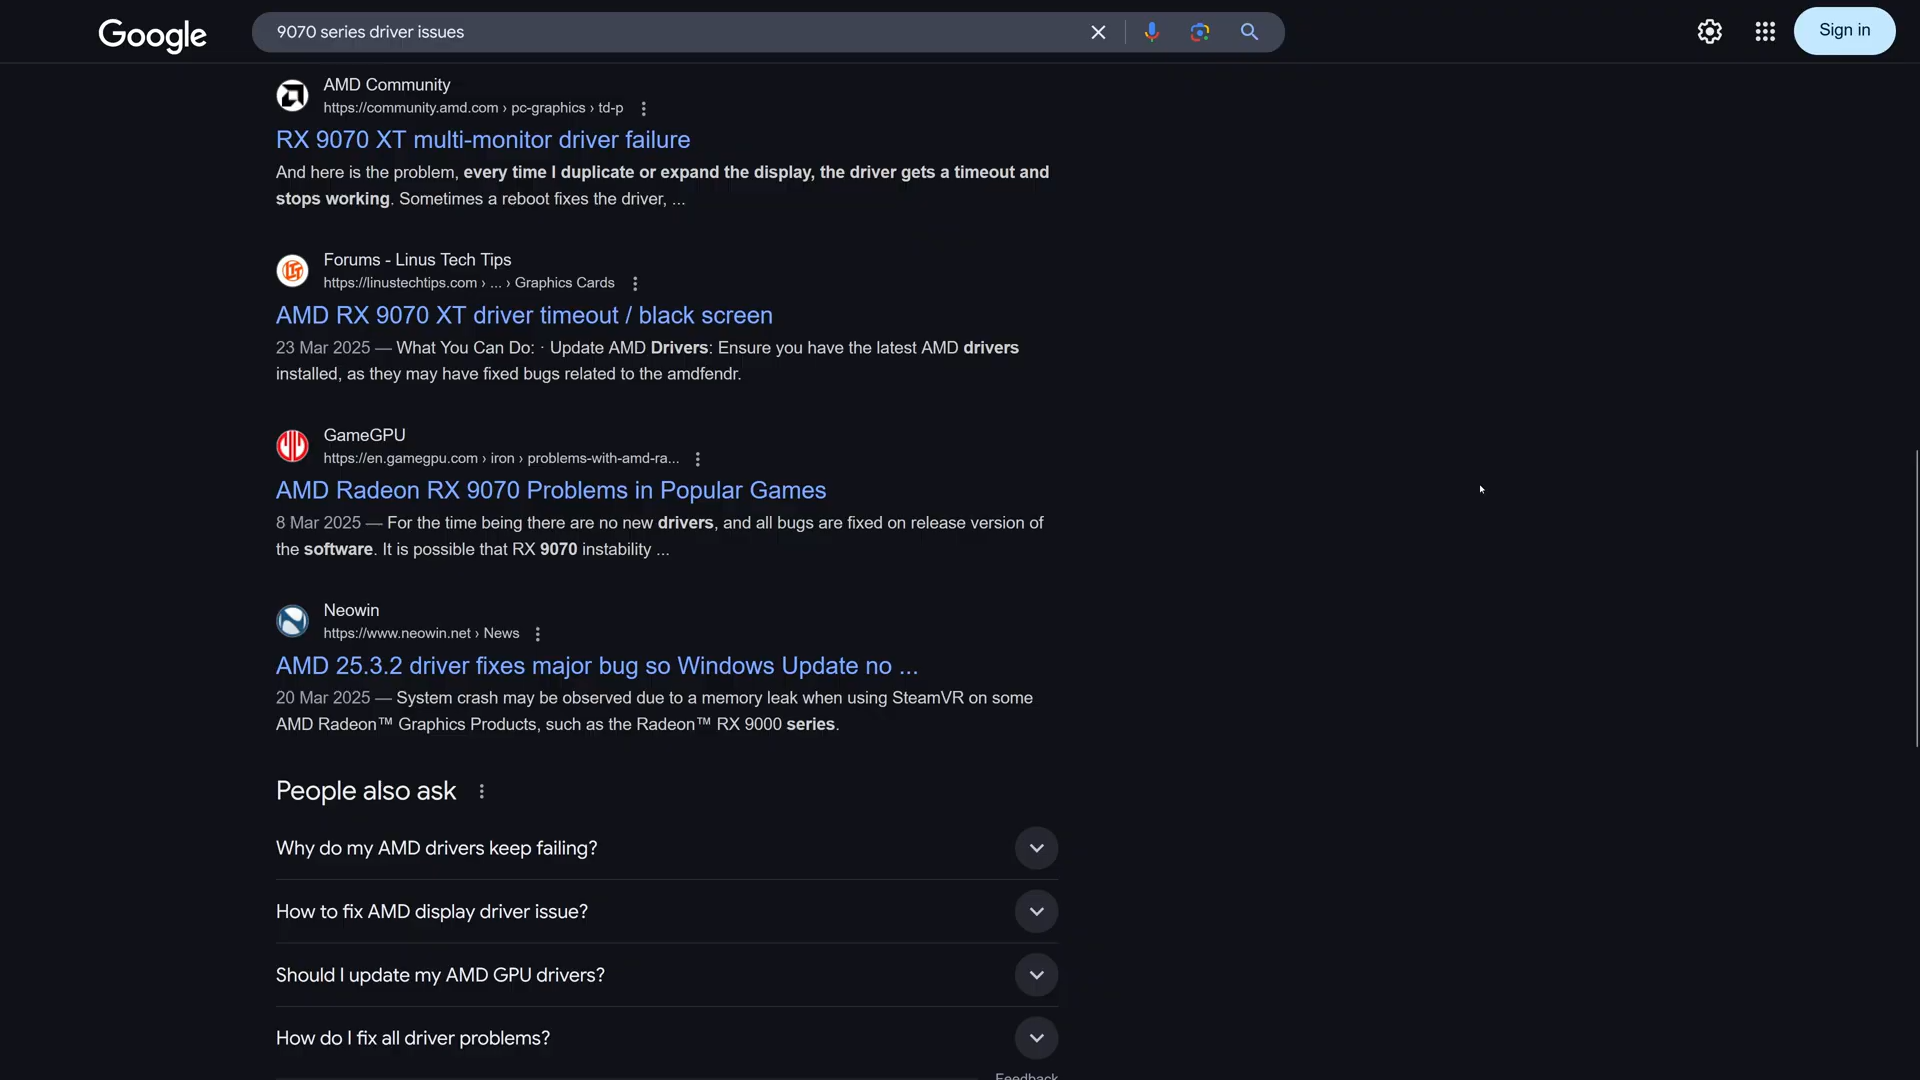 Google
9070 series driver issues
Sign in
AMD Community
https://community.amd.com › pc-graphics › td-p
RX 9070 XT multi-monitor driver failure
And here is the problem, every time I duplicate or expand the display, the driver gets a timeout and
stops working. Sometimes a reboot fixes the driver, ...
Forums - Linus Tech Tips
https://linustechtips.com › ... › Graphics Cards
AMD RX 9070 XT driver timeout / black screen
23 Mar 2025 — What You Can Do: · Update AMD Drivers: Ensure you have the latest AMD drivers
installed, as they may have fixed bugs related to the amdfendr.
GameGPU
https://en.gamegpu.com › iron › problems-with-amd-ra...
AMD Radeon RX 9070 Problems in Popular Games
8 Mar 2025 — For the time being there are no new drivers, and all bugs are fixed on release version of
the software. It is possible that RX 9070 instability ...
Neowin
https://www.neowin.net › News
AMD 25.3.2 driver fixes major bug so Windows Update no ...
20 Mar 2025 — System crash may be observed due to a memory leak when using SteamVR on some
AMD Radeon™ Graphics Products, such as the Radeon™ RX 9000 series.
People also ask
Why do my AMD drivers keep failing?
How to fix AMD display driver issue?
Should I update my AMD GPU drivers?
How do I fix all driver problems?
Feedback